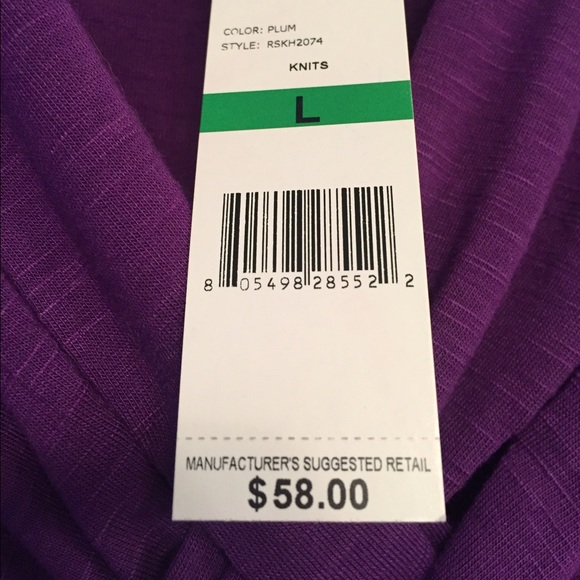 COLOR: PLUM
STYLE: RSKH2074
KNITS
L
8 05498 28552 2
MANUFACTURER'S SUGGESTED RETAIL
$58.00